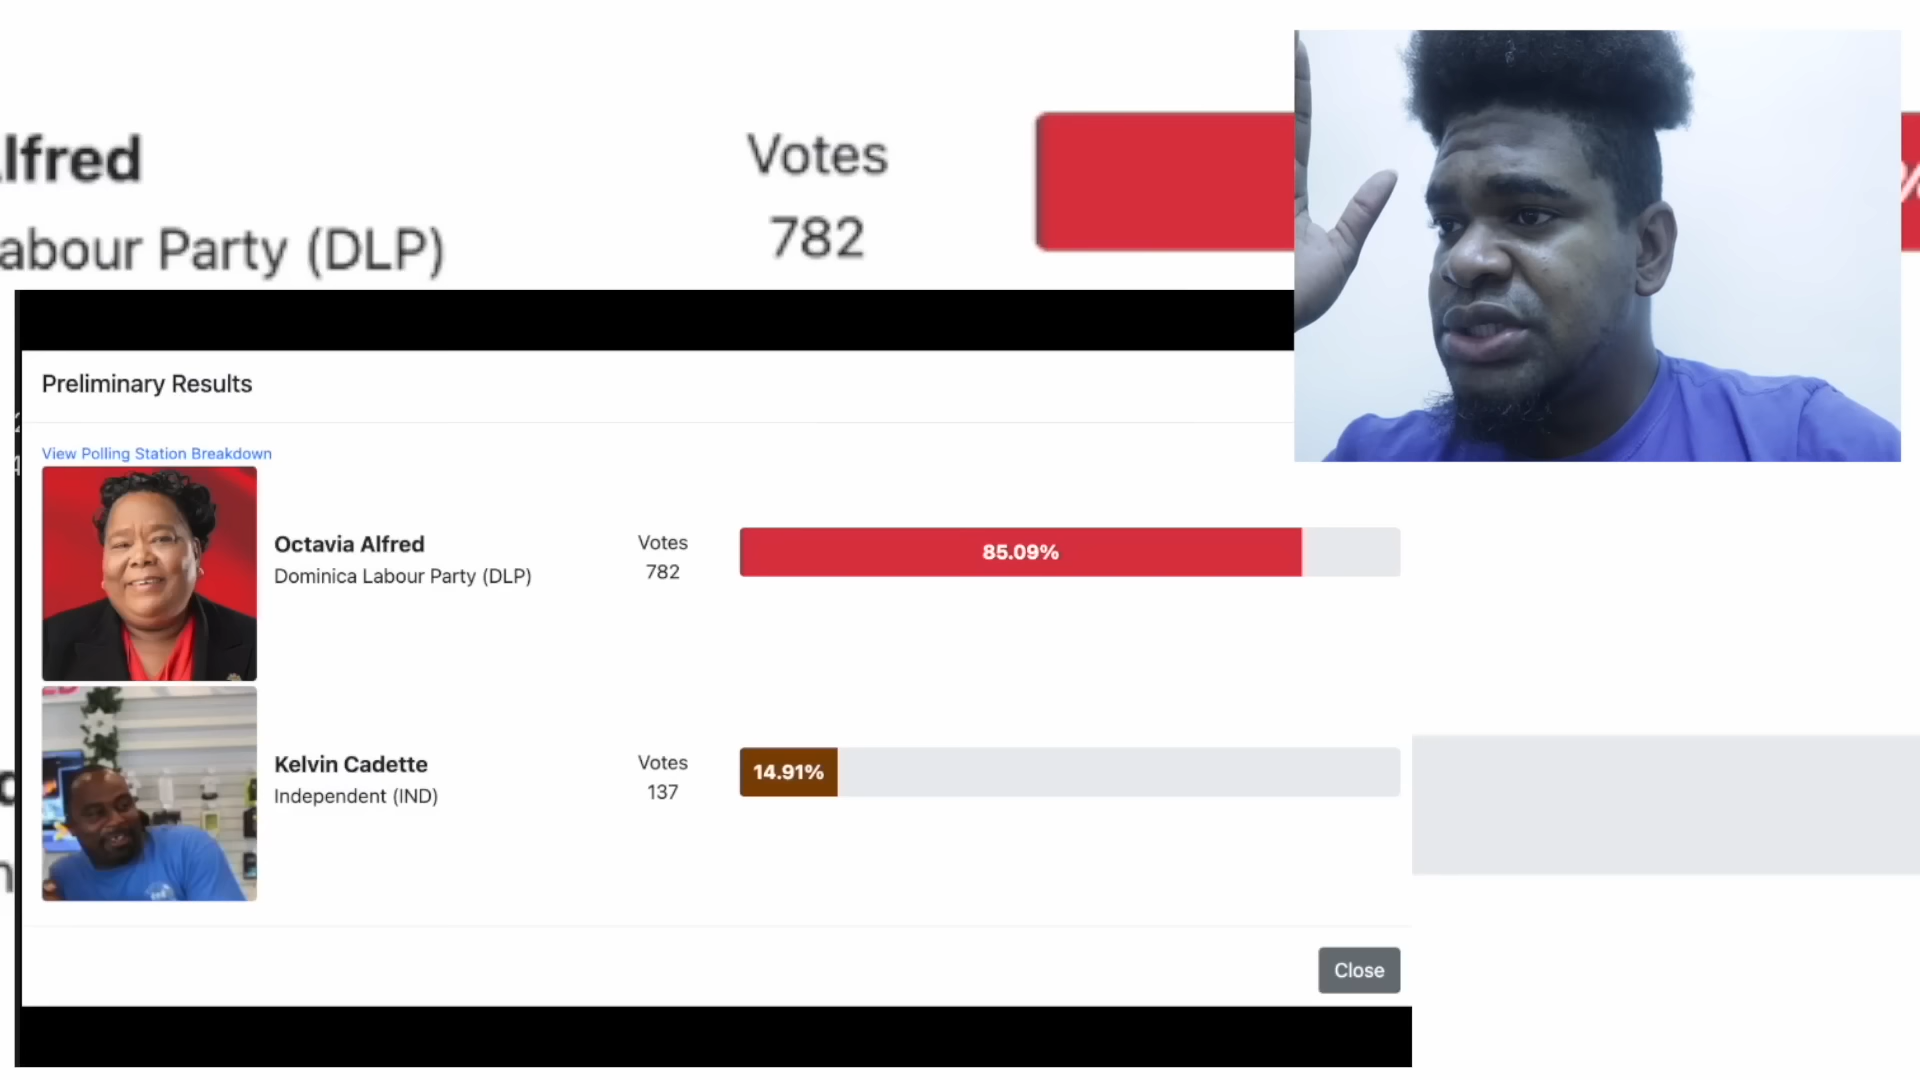 lfred
Votes
782
abour Party (DLP)
Preliminary Results
View Polling Station Breakdown
Octavia Alfred
Dominica Labour Party (DLP)
Votes
782
85.09%
Kelvin Cadette
Independent (IND)
Votes
137
14.91%
Close